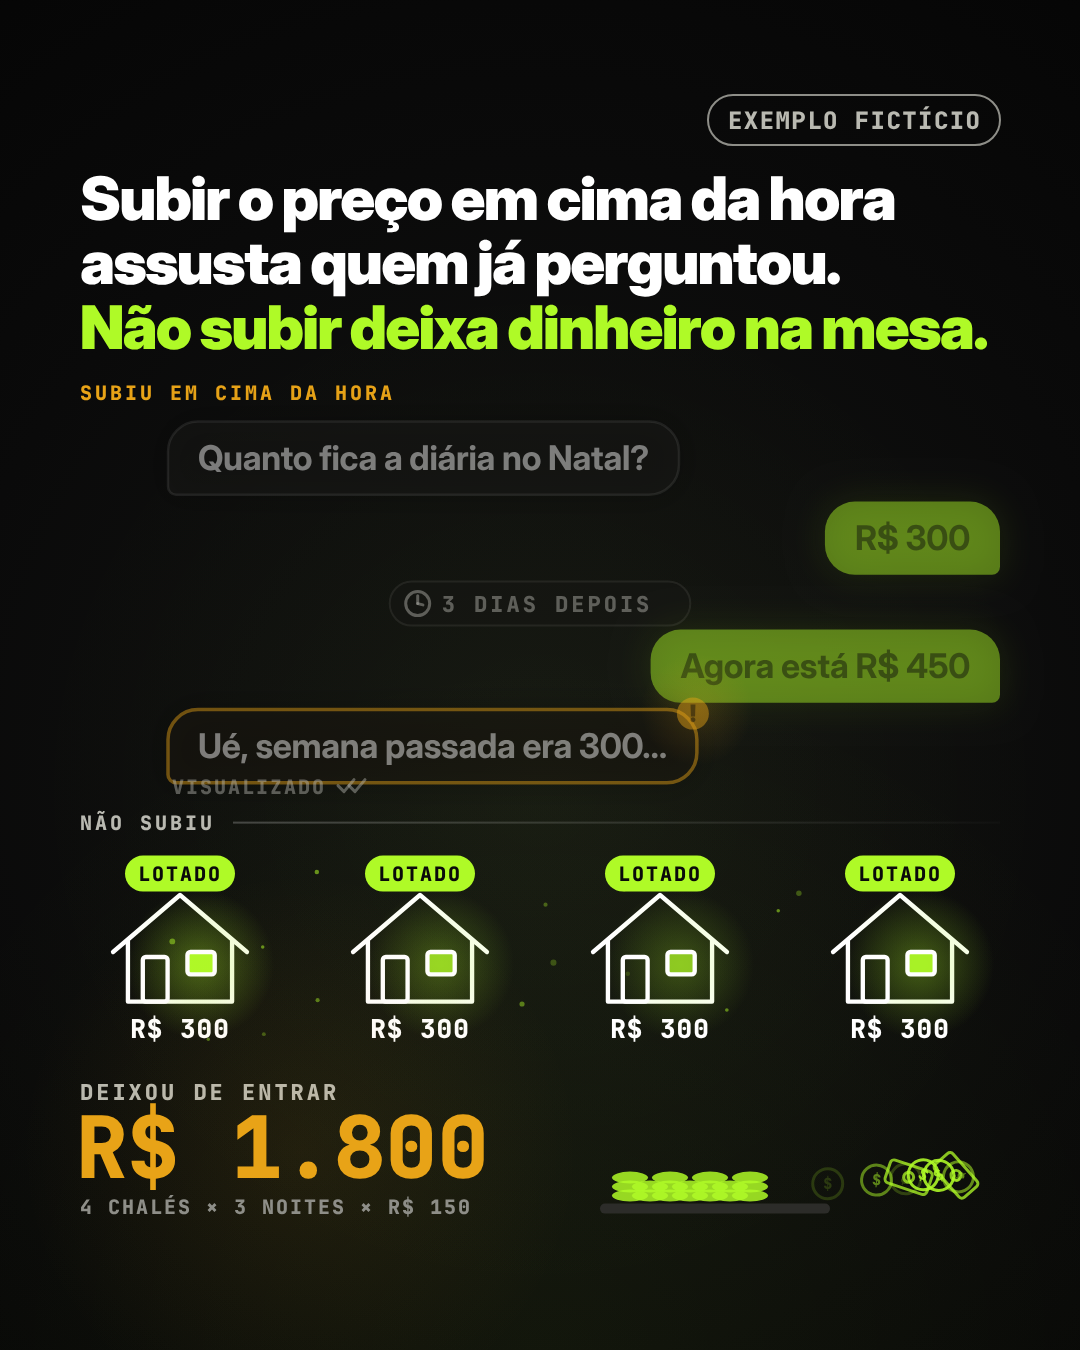 EXEMPLO FICTÍCIO
Subir o preço em cima da hora
assusta quem já perguntou.
Não subir deixa dinheiro na mesa.
SUBIU EM CIMA DA HORA
Quanto fica a diária no Natal?
R$ 300
3 DIAS DEPOIS
Agora está R$ 450
!
Ué, semana passada era 300...
VISUALIZADO
NÃO SUBIU
LOTADO LOTADO LOTADO LOTADO
R$ 300 R$ 300 R$ 300 R$ 300
DEIXOU DE ENTRAR
R$ 1.800
4 CHALÉS × 3 NOITES × R$ 150
$ $